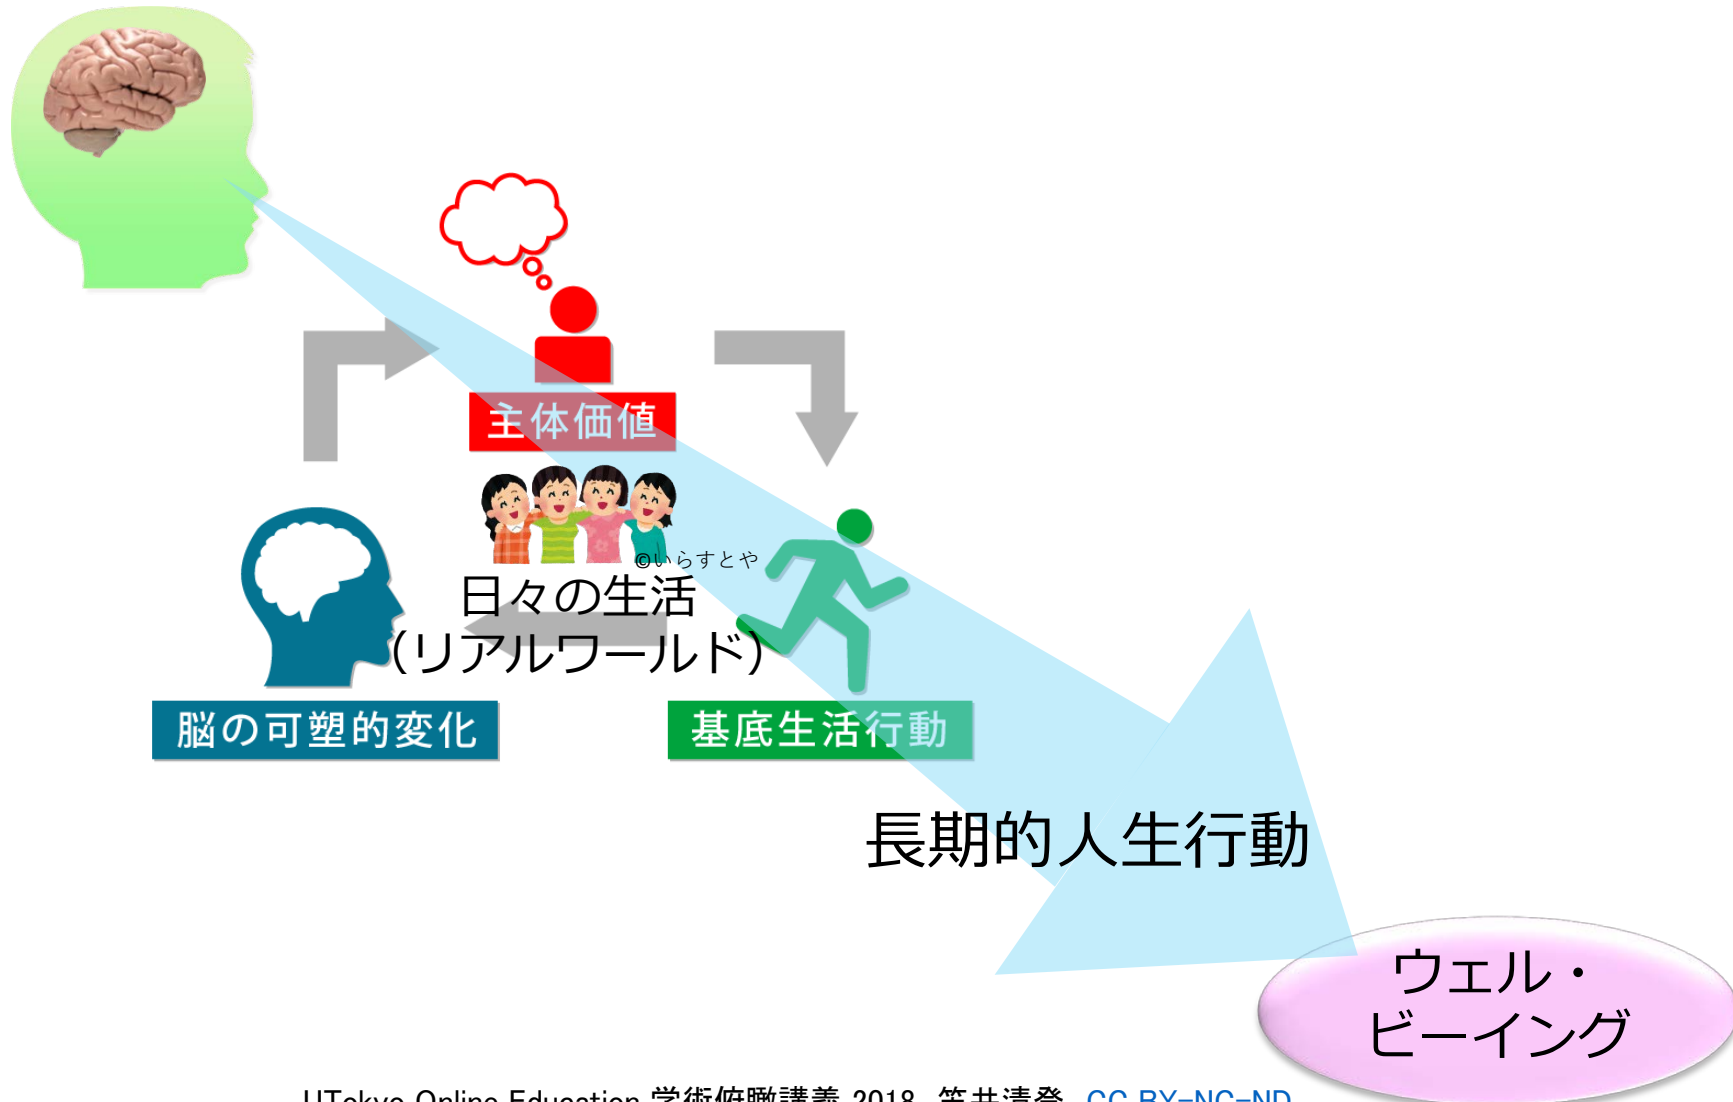 主体価値
©いらすとや
日々の生活
（リアルワールド）
脳の可塑的変化
基底生活行動
長期的人生行動
ウェル・
ビーイング
UTokyo Online Education 学術俯瞰講義 2018 笠井清登 CC BY-NC-ND